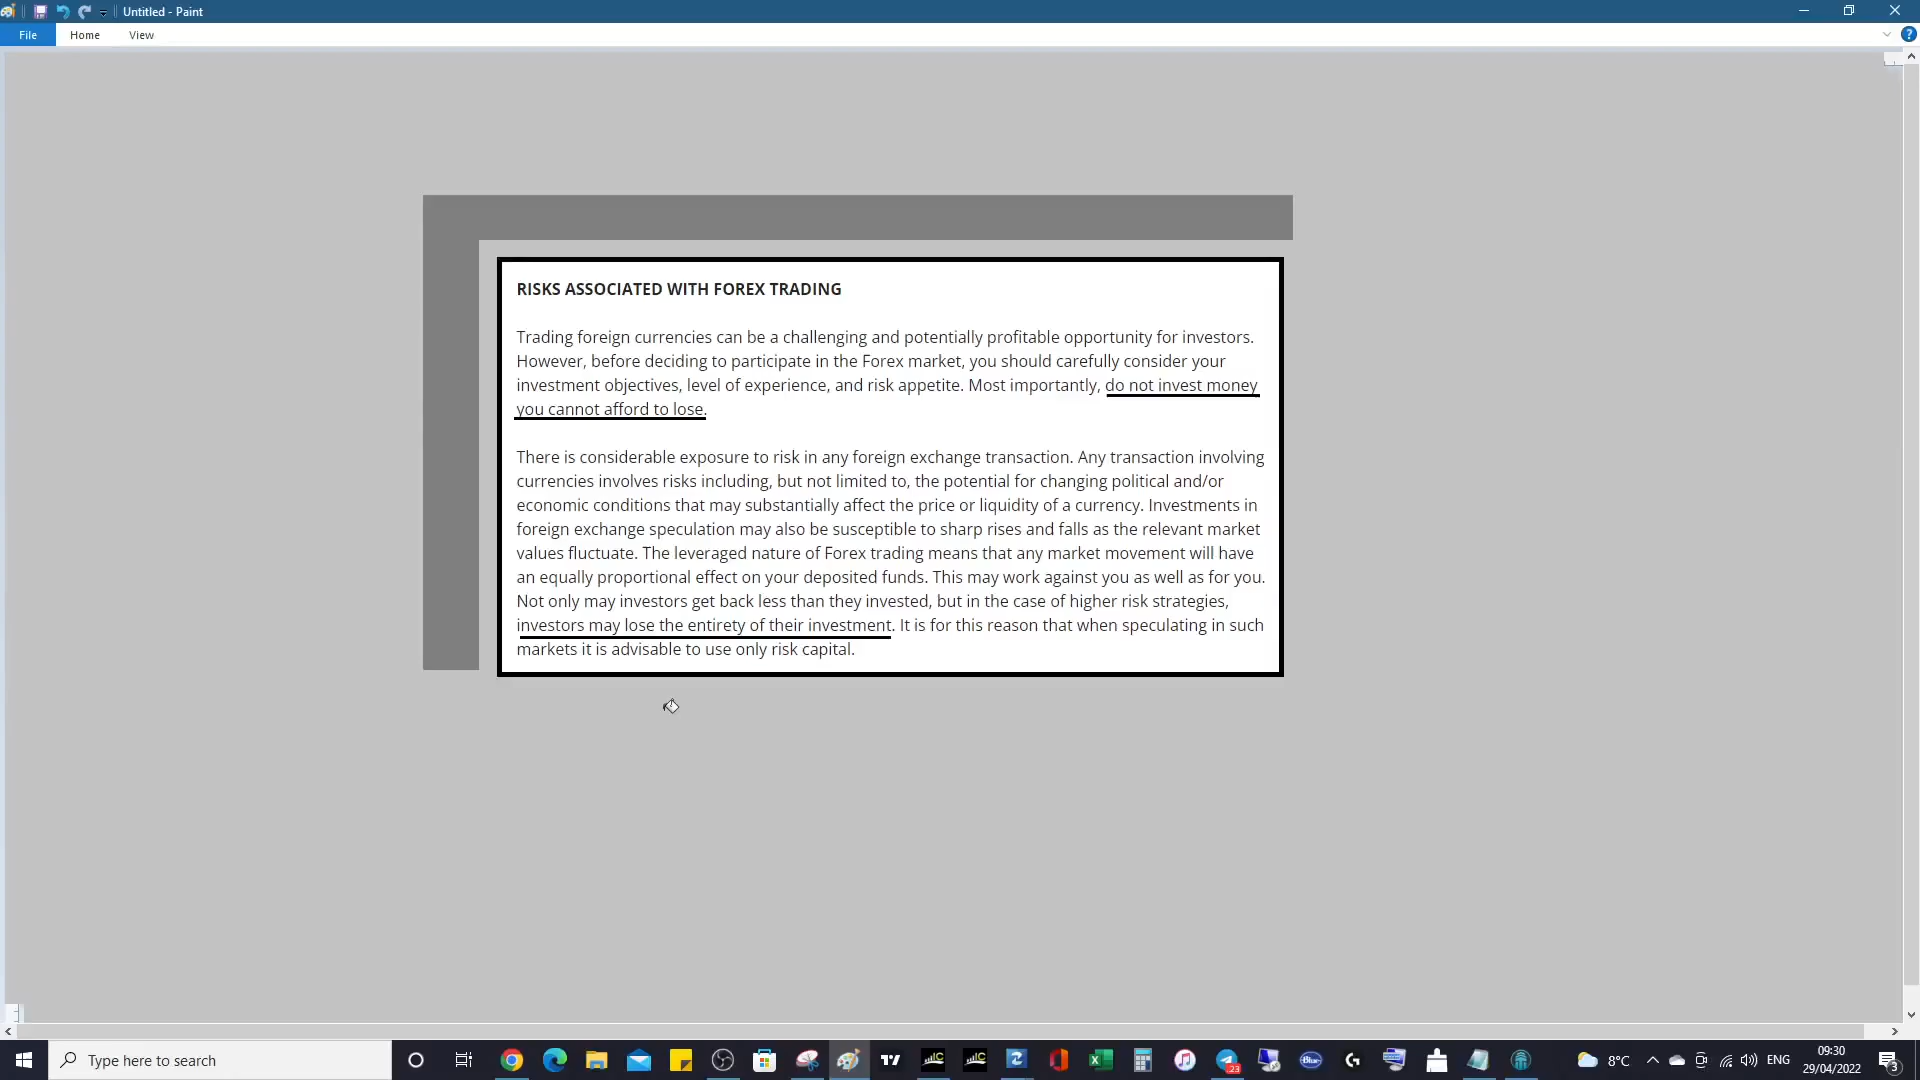 Untitled - Paint
File Home View
RISKS ASSOCIATED WITH FOREX TRADING
Trading foreign currencies can be a challenging and potentially profitable opportunity for investors.
However, before deciding to participate in the Forex market, you should carefully consider your
investment objectives, level of experience, and risk appetite. Most importantly, do not invest money
you cannot afford to lose.
There is considerable exposure to risk in any foreign exchange transaction. Any transaction involving
currencies involves risks including, but not limited to, the potential for changing political and/or
economic conditions that may substantially affect the price or liquidity of a currency. Investments in
foreign exchange speculation may also be susceptible to sharp rises and falls as the relevant market
values fluctuate. The leveraged nature of Forex trading means that any market movement will have
an equally proportional effect on your deposited funds. This may work against you as well as for you.
Not only may investors get back less than they invested, but in the case of higher risk strategies,
investors may lose the entirety of their investment. It is for this reason that when speculating in such
markets it is advisable to use only risk capital.
Type here to search
23
Blue
8°C
ENG
09:30
29/04/2022
3